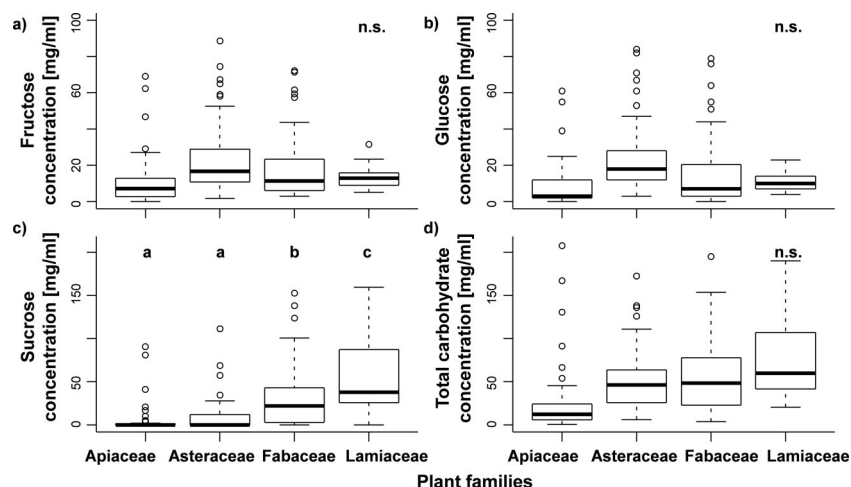 a)
n.s.
Fructose
concentration [mg/ml]
100
60
20
0
b)
n.s.
Glucose
concentration [mg/ml]
100
60
20
0
c)
a a b c
Sucrose
concentration [mg/ml]
150
50
0
Apiaceae Asteraceae Fabaceae Lamiaceae
d)
n.s.
Total carbohydrate
concentration [mg/ml]
150
50
0
Apiaceae Asteraceae Fabaceae Lamiaceae
Plant families